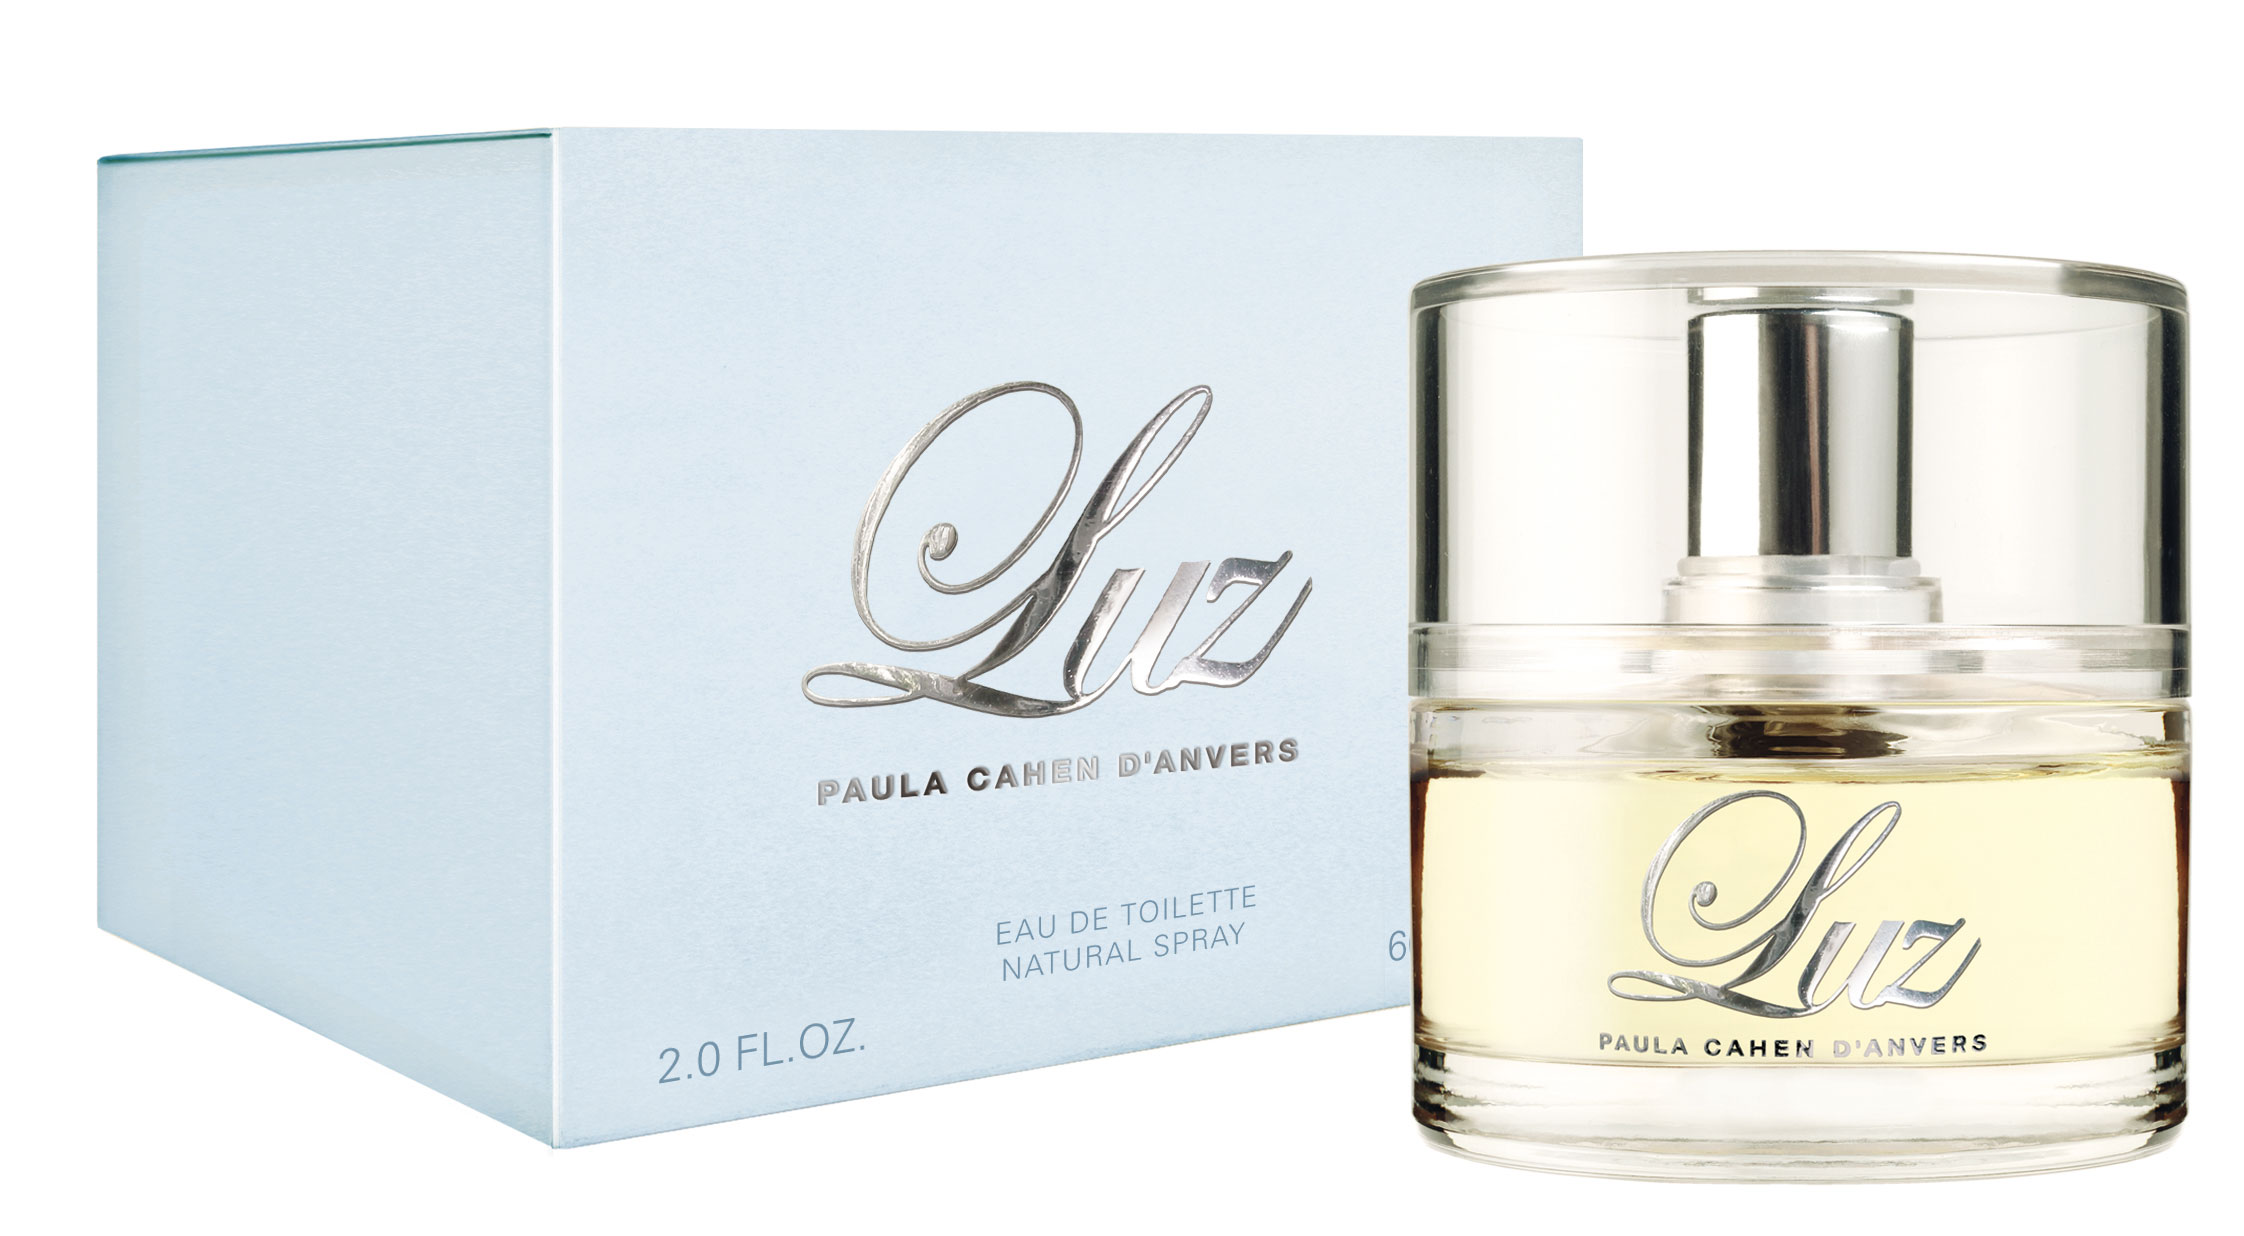 Luz
PAULA CAHEN D'ANVERS
EAU DE TOILETTE
NATURAL SPRAY
2.0 FL.OZ.
Luz
PAULA CAHEN D'ANVERS